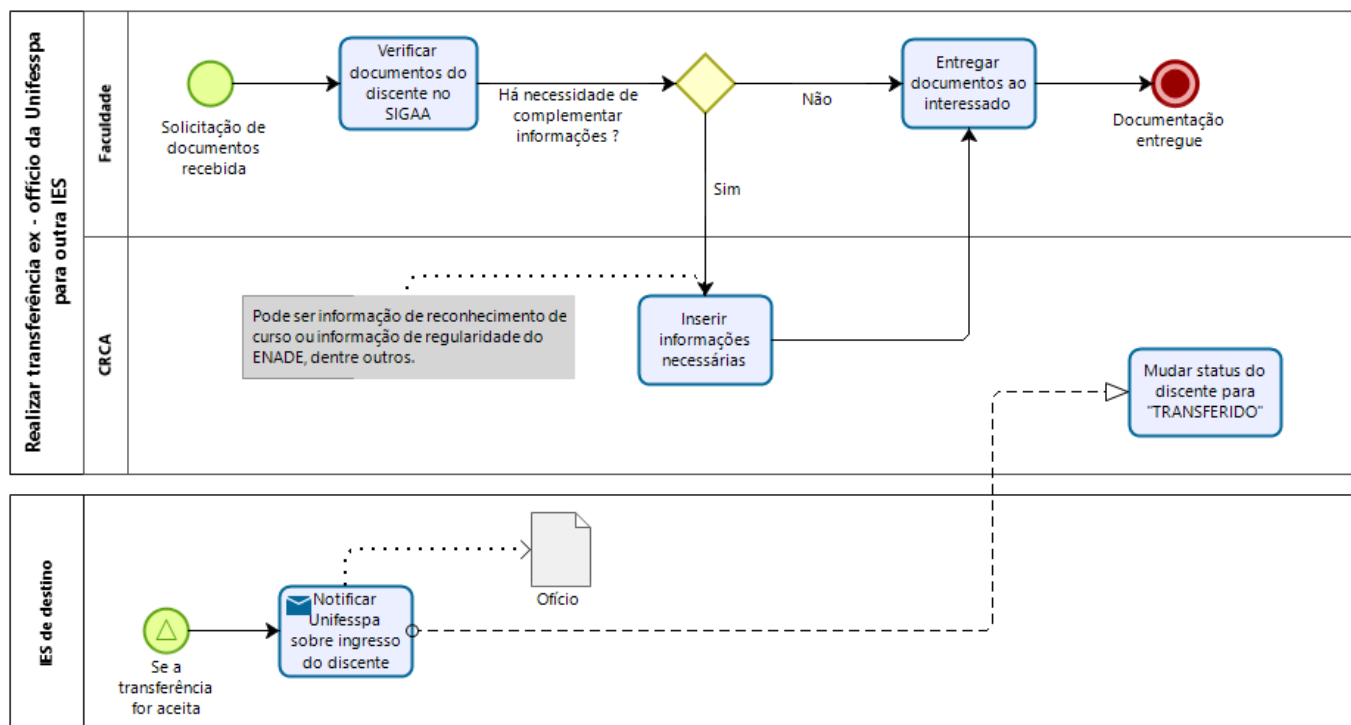 Realizar transferência ex - offício da Unifesspa
para outra IES
Faculdade
Solicitação de
documentos
recebida
Verificar
documentos do
discente no
SIGAA
Há necessidade de
complementar
informações ?
Não
Sim
Entregar
documentos ao
interessado
Documentação
entregue
CRCA
Pode ser informação de reconhecimento de
curso ou informação de regularidade do
ENADE, dentre outros.
Inserir
informações
necessárias
Mudar status do
discente para
"TRANSFERIDO"
IES de destino
Se a
transferência
for aceita
Notificar
Unifesspa
sobre ingresso
do discente
Ofício